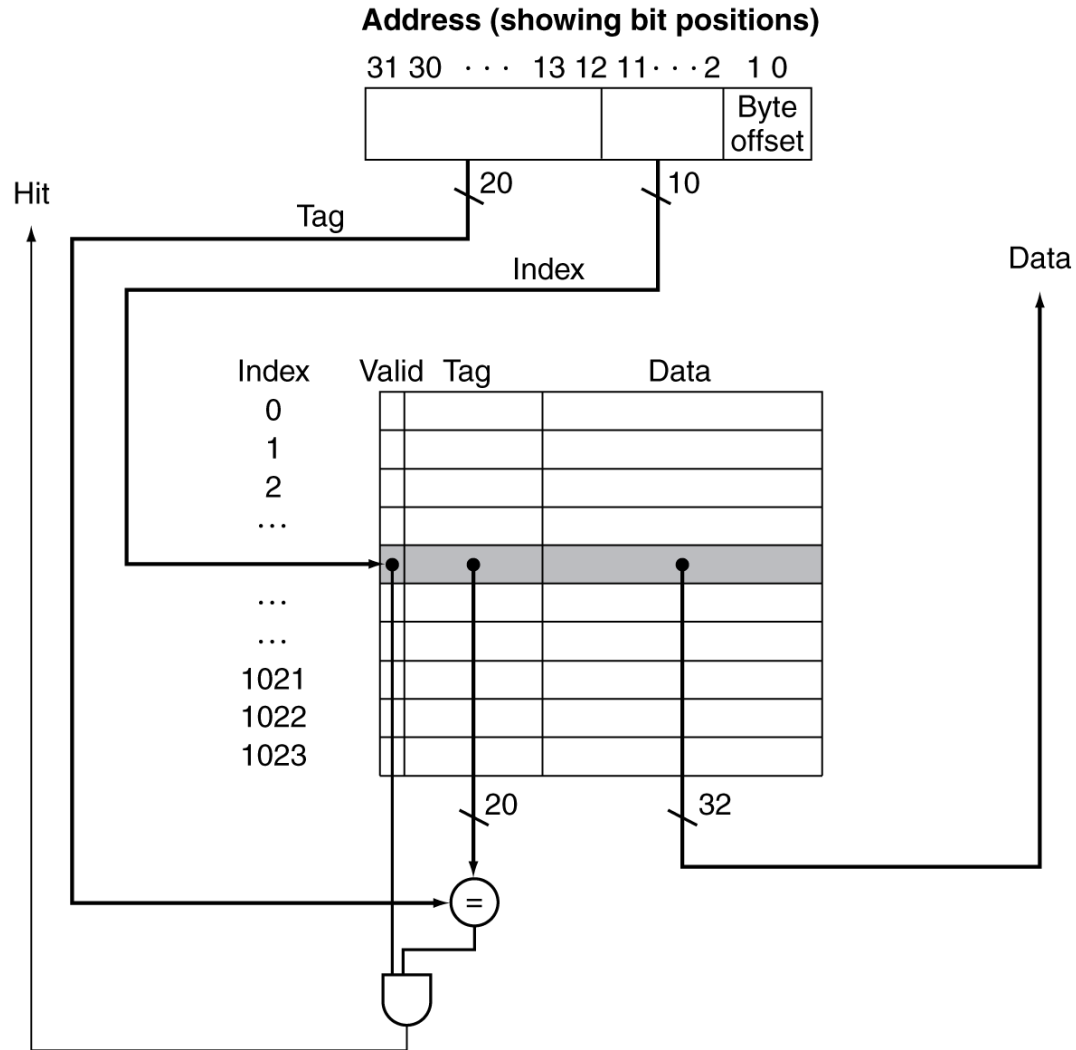 Address (showing bit positions)
31 30 · · · 13 12 11 · · · 2 1 0
Byte
offset
20 10
Hit
Tag
Index
Data
Index Valid Tag Data
0
1
2
...
...
...
1021
1022
1023
20 32
=